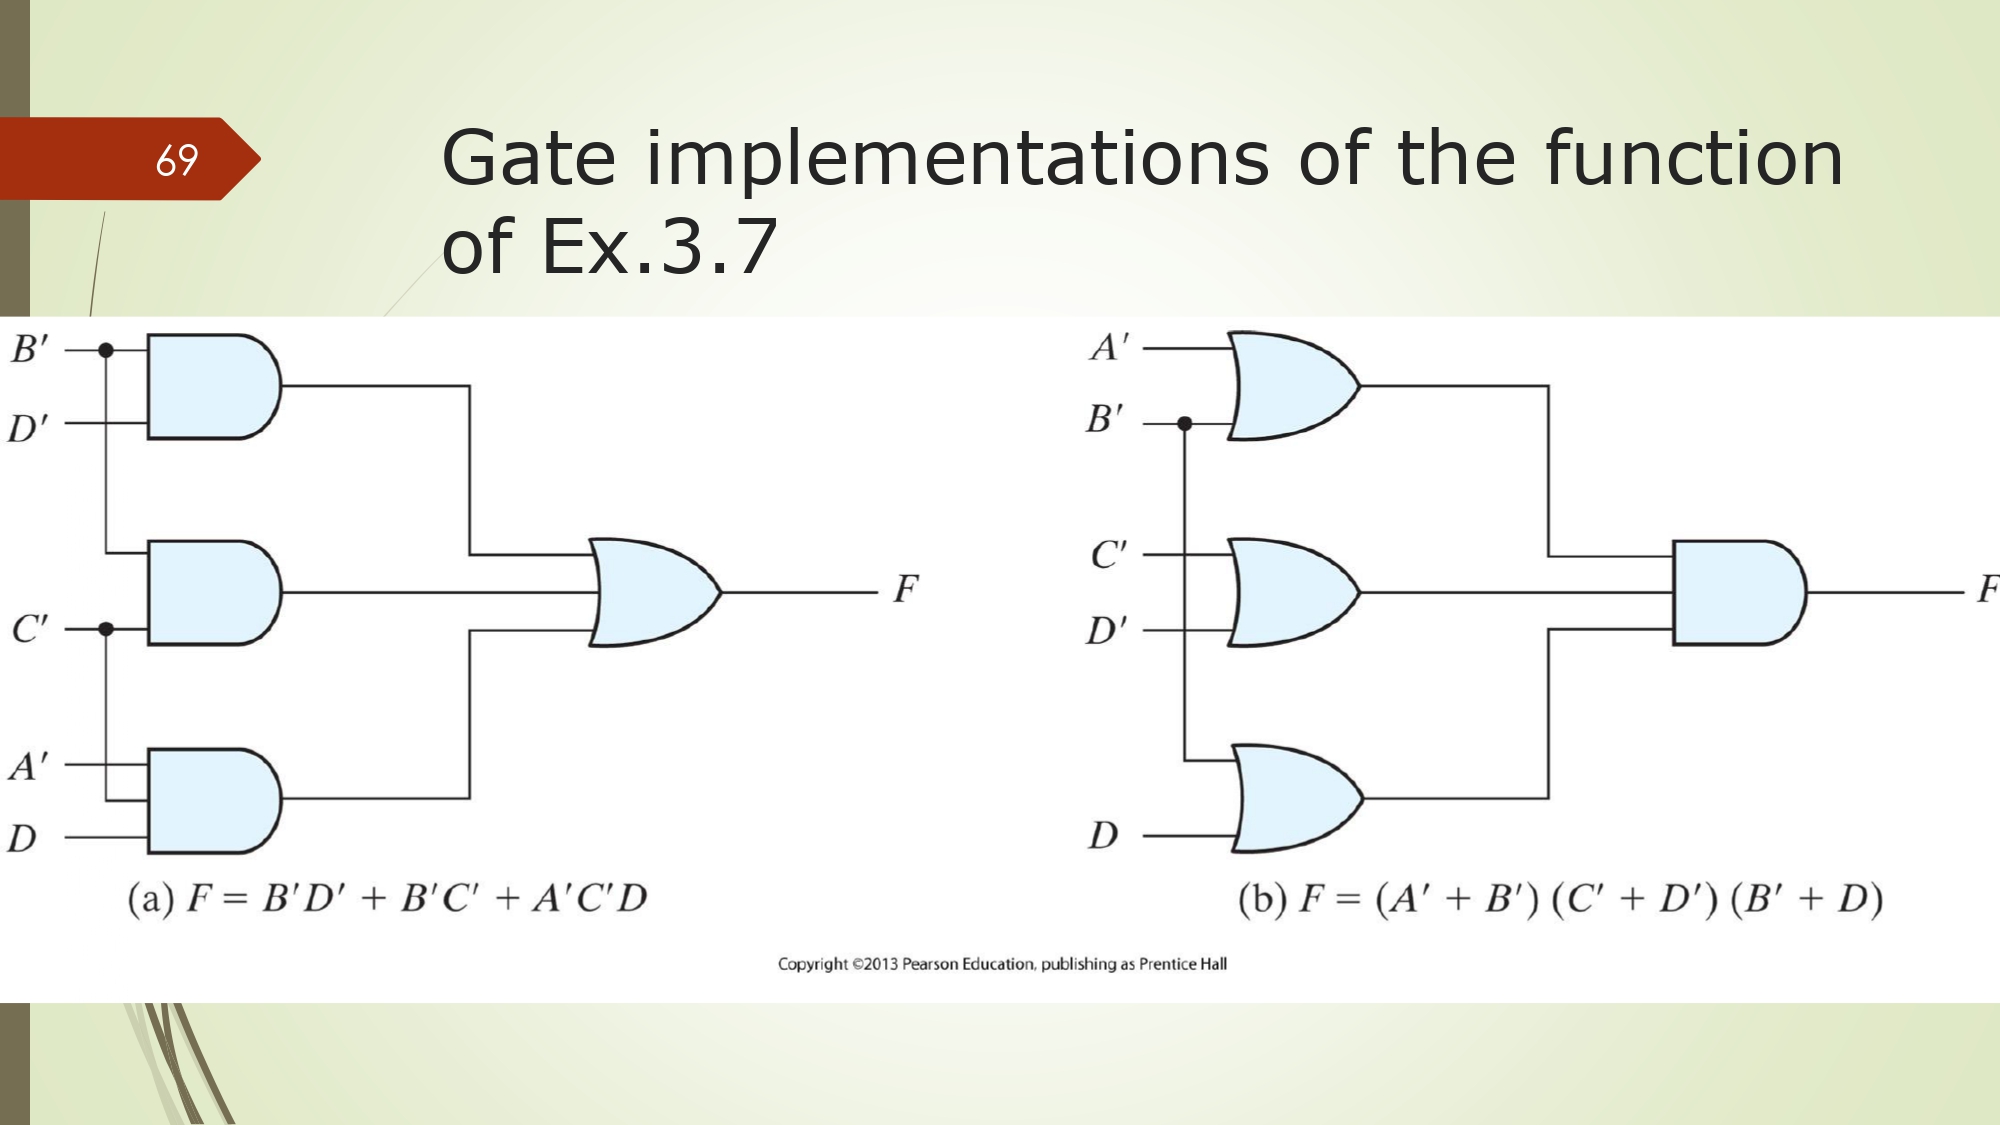 69
Gate implementations of the function
of Ex.3.7
B′
D′
C′
A′
D
F
(a) F = B′D′ + B′C′ + A′C′D
A′
B′
C′
D′
D
F
(b) F = (A′ + B′) (C′ + D′) (B′ + D)
Copyright ©2013 Pearson Education, publishing as Prentice Hall